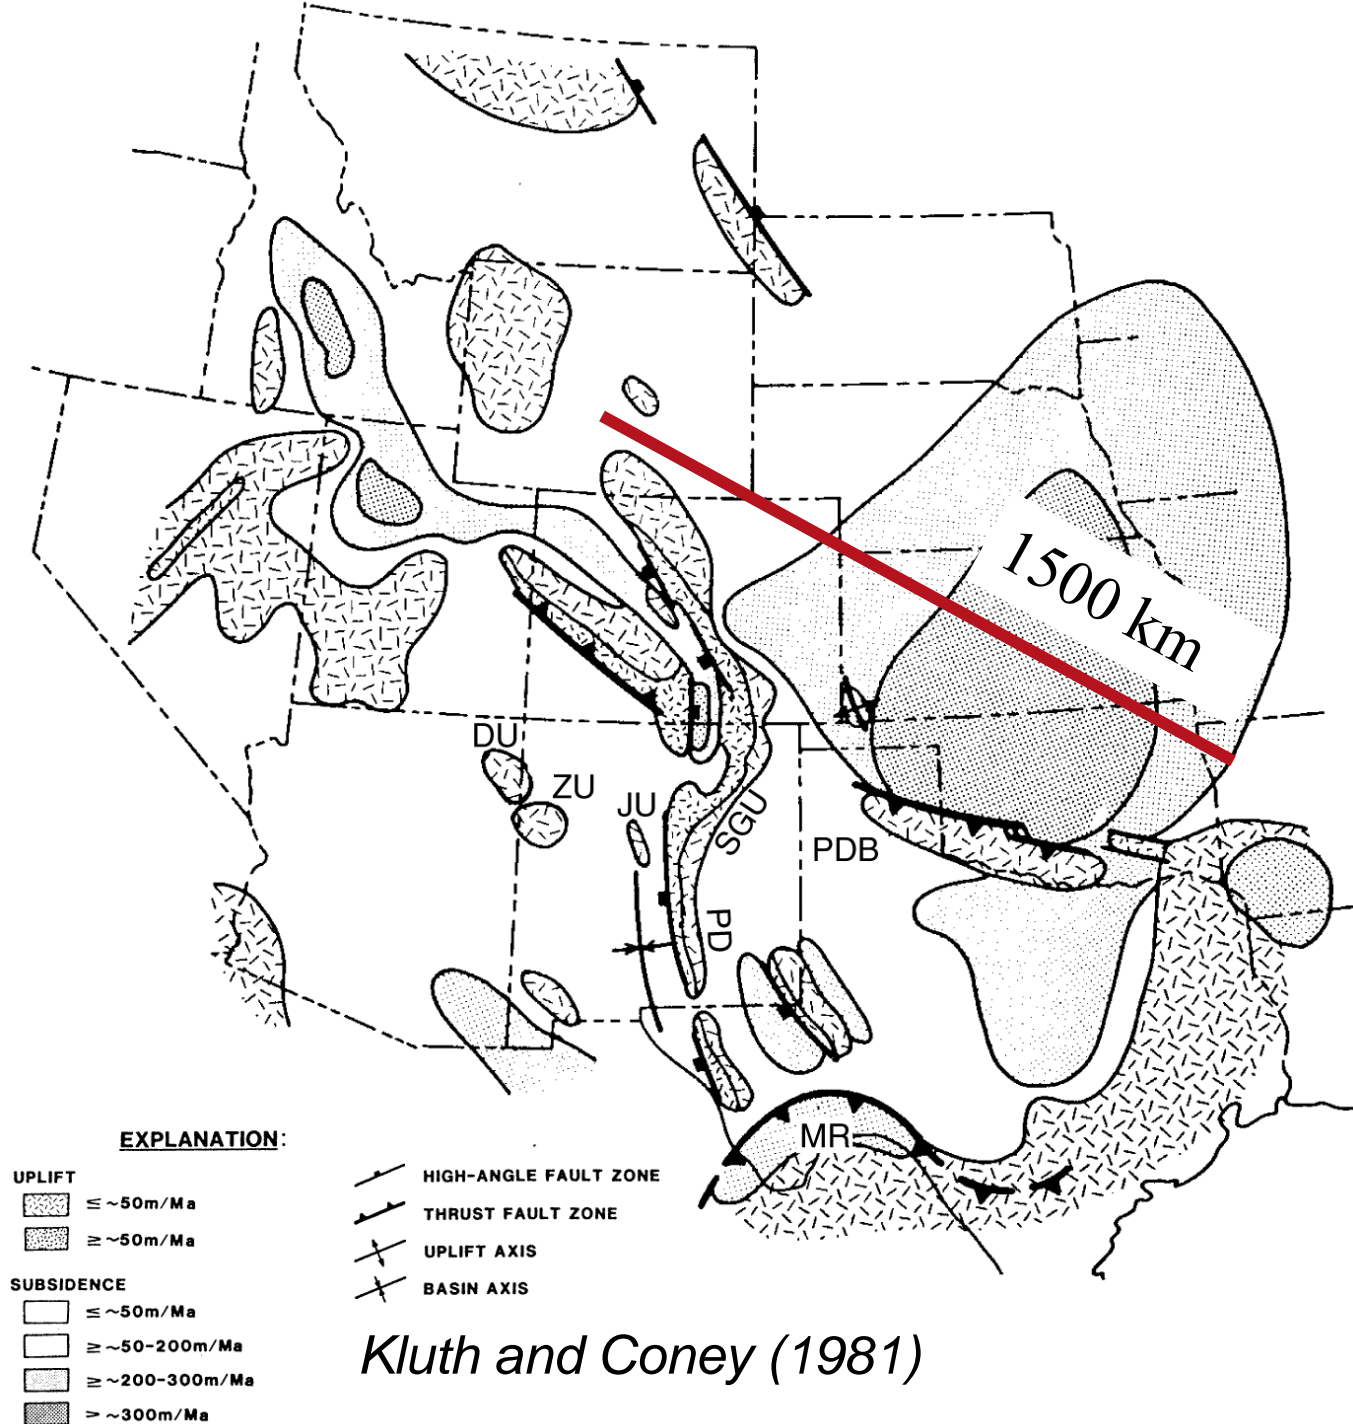 1500 km
DU
ZU
JU
SGU
PDB
PD
MR
EXPLANATION:
UPLIFT
≤ ~50m/Ma
≥ ~50m/Ma
SUBSIDENCE
≤ ~50m/Ma
≥ ~50-200m/Ma
≥ ~200-300m/Ma
> ~300m/Ma
HIGH-ANGLE FAULT ZONE
THRUST FAULT ZONE
UPLIFT AXIS
BASIN AXIS
Kluth and Coney (1981)